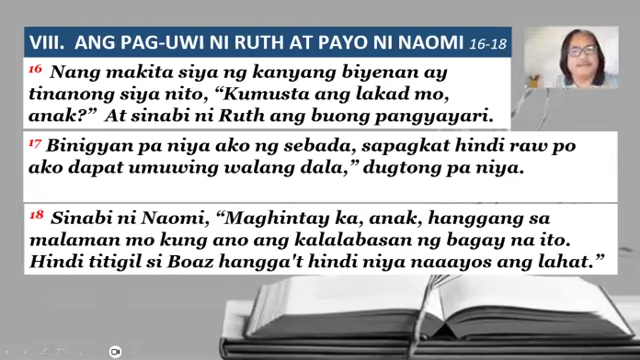 VIII. ANG PAG-UWI NI RUTH AT PAYO NI NAOMI 16-18
16 Nang makita siya ng kanyang biyenan ay
tinanong siya nito, “Kumusta ang lakad mo,
anak?” At sinabi ni Ruth ang buong pangyayari.
17 Binigyan pa niya ako ng sebada, sapagkat hindi raw po
ako dapat umuwing walang dala,” dugtong pa niya.
18 Sinabi ni Naomi, “Maghintay ka, anak, hanggang sa
malaman mo kung ano ang kalalabasan ng bagay na ito.
Hindi titigil si Boaz hangga't hindi niya naaayos ang lahat.”